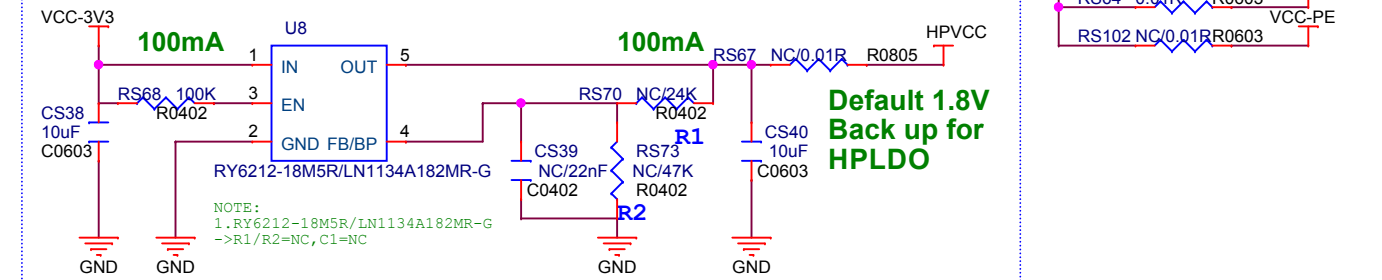 VCC-3V3
100mA
U8
1
IN
OUT
5
RS68
100K
R0402
3
EN
CS38
10uF
C0603
2
GND
FB/BP
4
RY6212-18M5R/LN1134A182MR-G
NOTE:
1.RY6212-18M5R/LN1134A182MR-G
->R1/R2=NC,C1=NC
GND
GND
100mA
RS67
NC/0.01R
R0805
HPVCC
RS70
NC/24K
R0402
R1
CS39
NC/22nF
C0402
RS73
NC/47K
R0402
R2
GND
CS40
10uF
C0603
GND
Default 1.8V
Back up for
HPLDO
VCC-PE
RS102
NC/0.01R
R0603